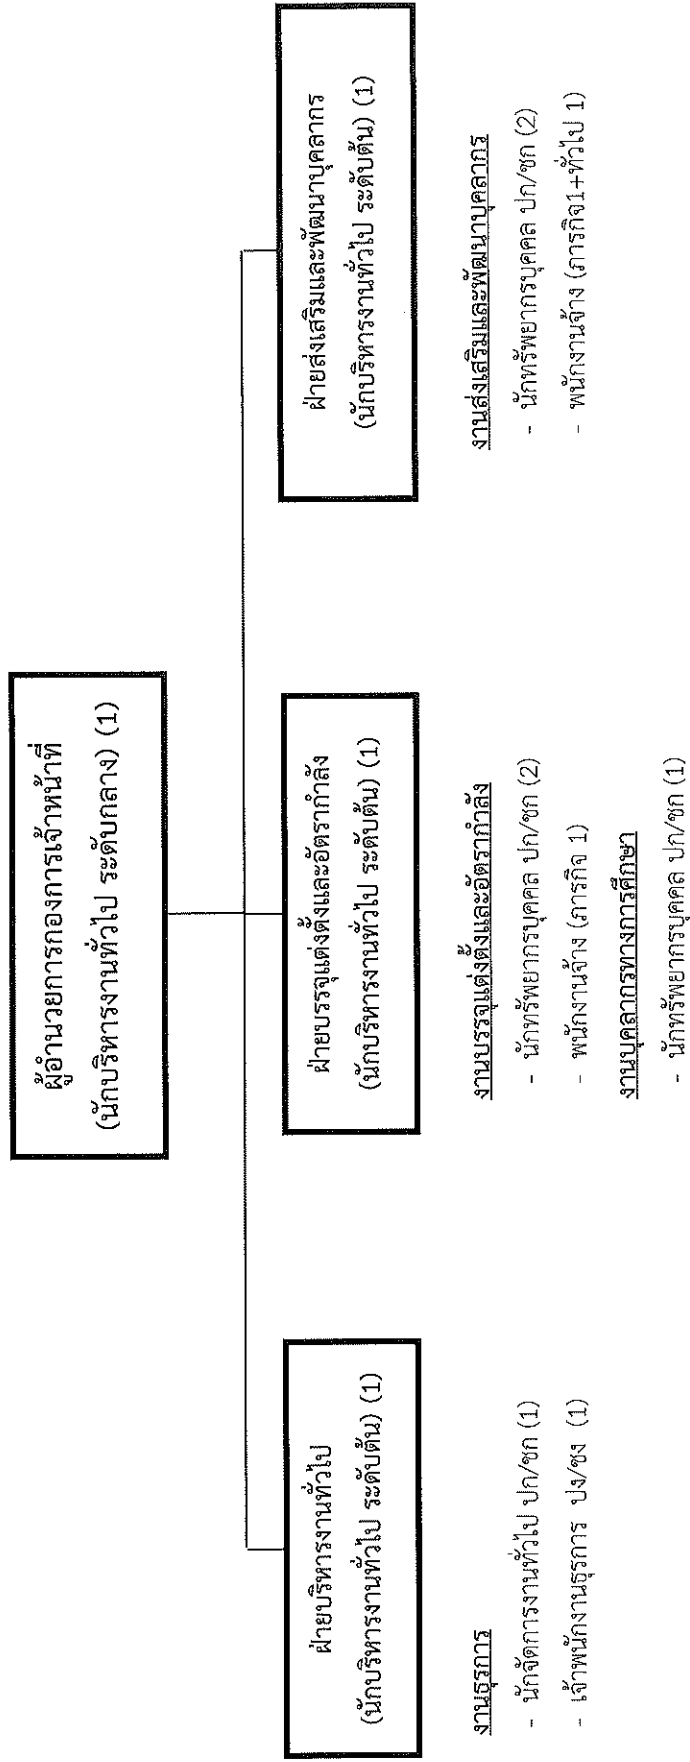 ผู้อำนวยการกองการเจ้าหน้าที่
(นักบริหารงานทั่วไป ระดับกลาง) (1)
ฝ่ายบริหารงานทั่วไป
(นักบริหารงานทั่วไป ระดับต้น) (1)
งานธุรการ
- นักจัดการงานทั่วไป ปก/ชก (1)
- เจ้าพนักงานธุรการ ปง/ชง (1)
ฝ่ายบรรจุแต่งตั้งและอัตรากำลัง
(นักบริหารงานทั่วไป ระดับต้น) (1)
งานบรรจุแต่งตั้งและอัตรากำลัง
- นักทรัพยากรบุคคล ปก/ชก (2)
- พนักงานจ้าง (ภารกิจ 1)
งานบุคลากรทางการศึกษา
- นักทรัพยากรบุคคล ปก/ชก (1)
ฝ่ายส่งเสริมและพัฒนาบุคลากร
(นักบริหารงานทั่วไป ระดับต้น) (1)
งานส่งเสริมและพัฒนาบุคลากร
- นักทรัพยากรบุคคล ปก/ชก (2)
- พนักงานจ้าง (ภารกิจ1+ทั่วไป 1)